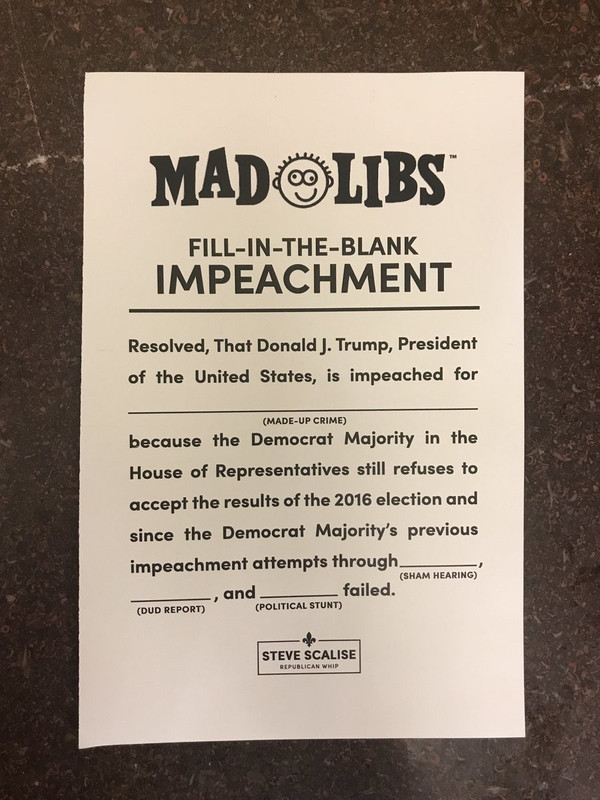 MAD LIBS™
FILL-IN-THE-BLANK
IMPEACHMENT
Resolved, That Donald J. Trump, President
of the United States, is impeached for
(MADE-UP CRIME)
because the Democrat Majority in the
House of Representatives still refuses to
accept the results of the 2016 election and
since the Democrat Majority's previous
impeachment attempts through________,
(SHAM HEARING)
________, and ________ failed.
(DUD REPORT) (POLITICAL STUNT)
STEVE SCALISE
REPUBLICAN WHIP